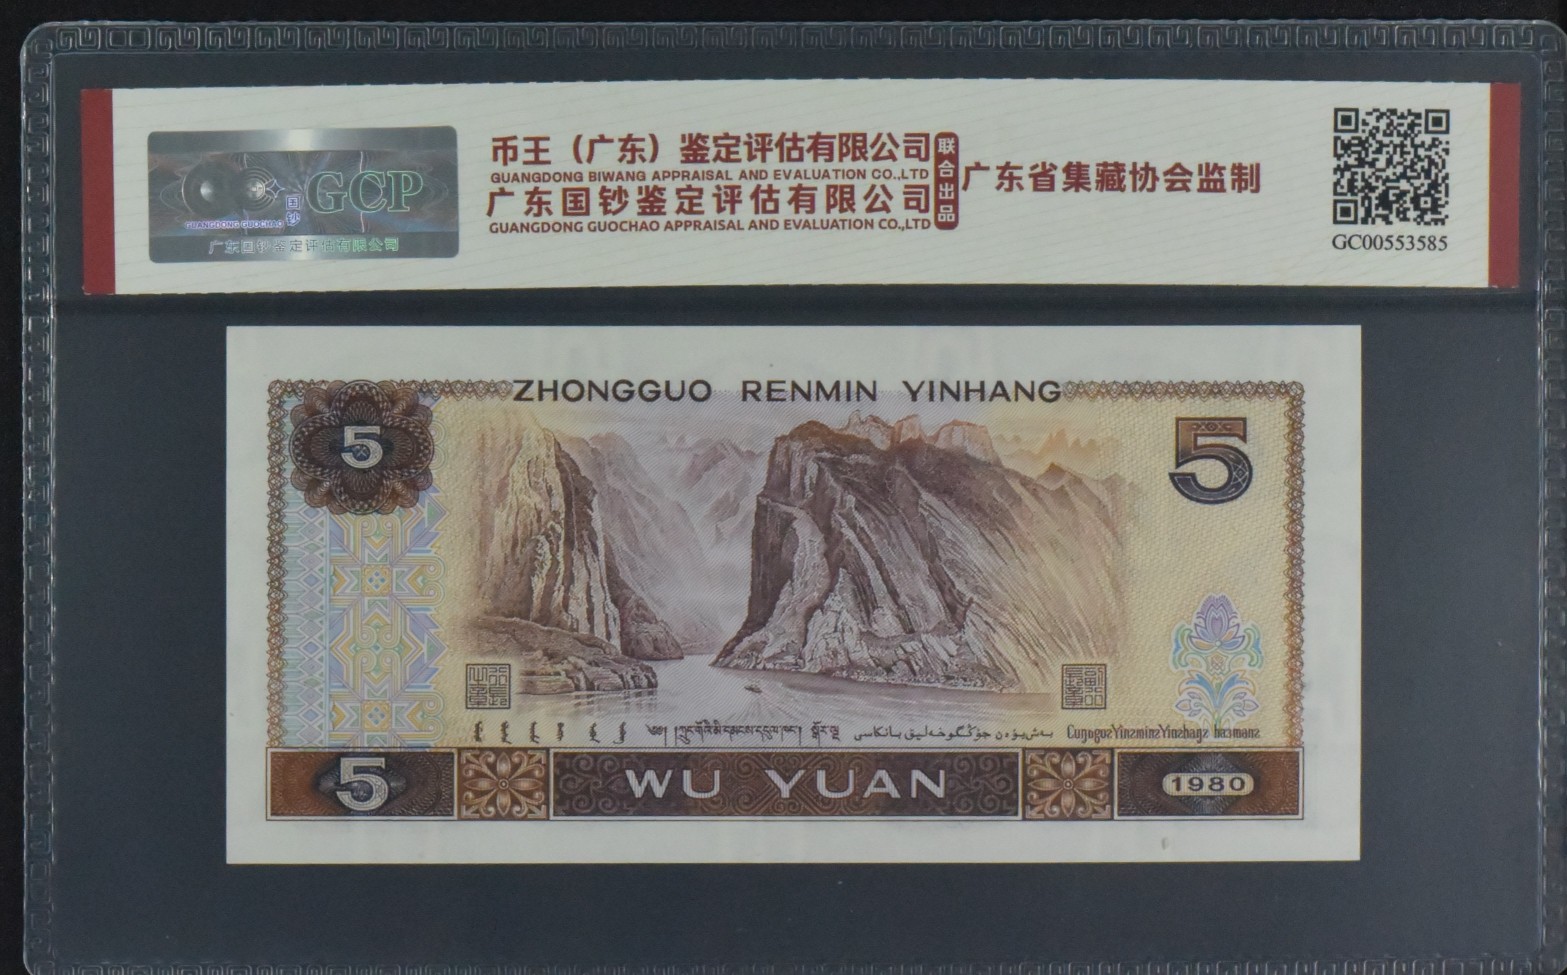 GCP
国钞
GUANGDONG GUOCHAO
广东国钞鉴定评估有限公司
币王（广东）鉴定评估有限公司
GUANGDONG BIWANG APPRAISAL AND EVALUATION CO.,LTD
广东国钞鉴定评估有限公司
GUANGDONG GUOCHAO APPRAISAL AND EVALUATION CO.,LTD
联合出品
广东省集藏协会监制
GC00553585
ZHONGGUO RENMIN YINHANG
5
5
5
WU YUAN
1980